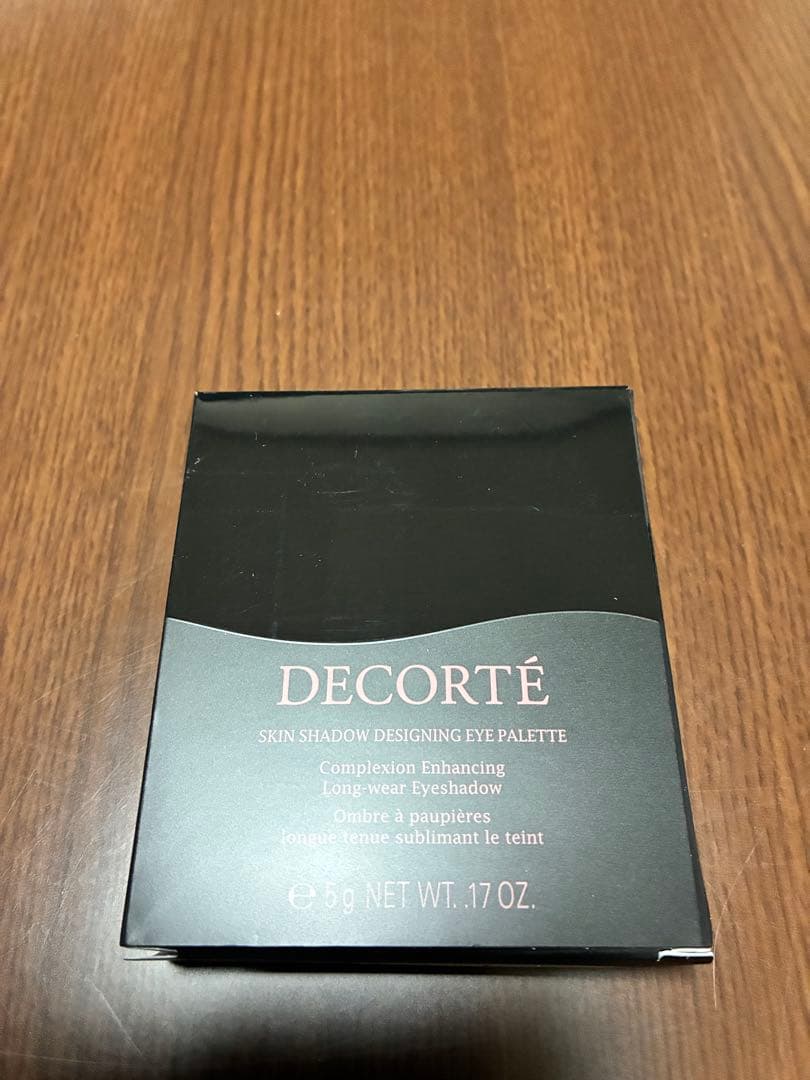 DECORTÉ
SKIN SHADOW DESIGNING EYE PALETTE
Complexion Enhancing
Long-wear Eyeshadow
Ombre à paupières
longue tenue sublimant le teint
℮ 5g NET WT. .17 OZ.